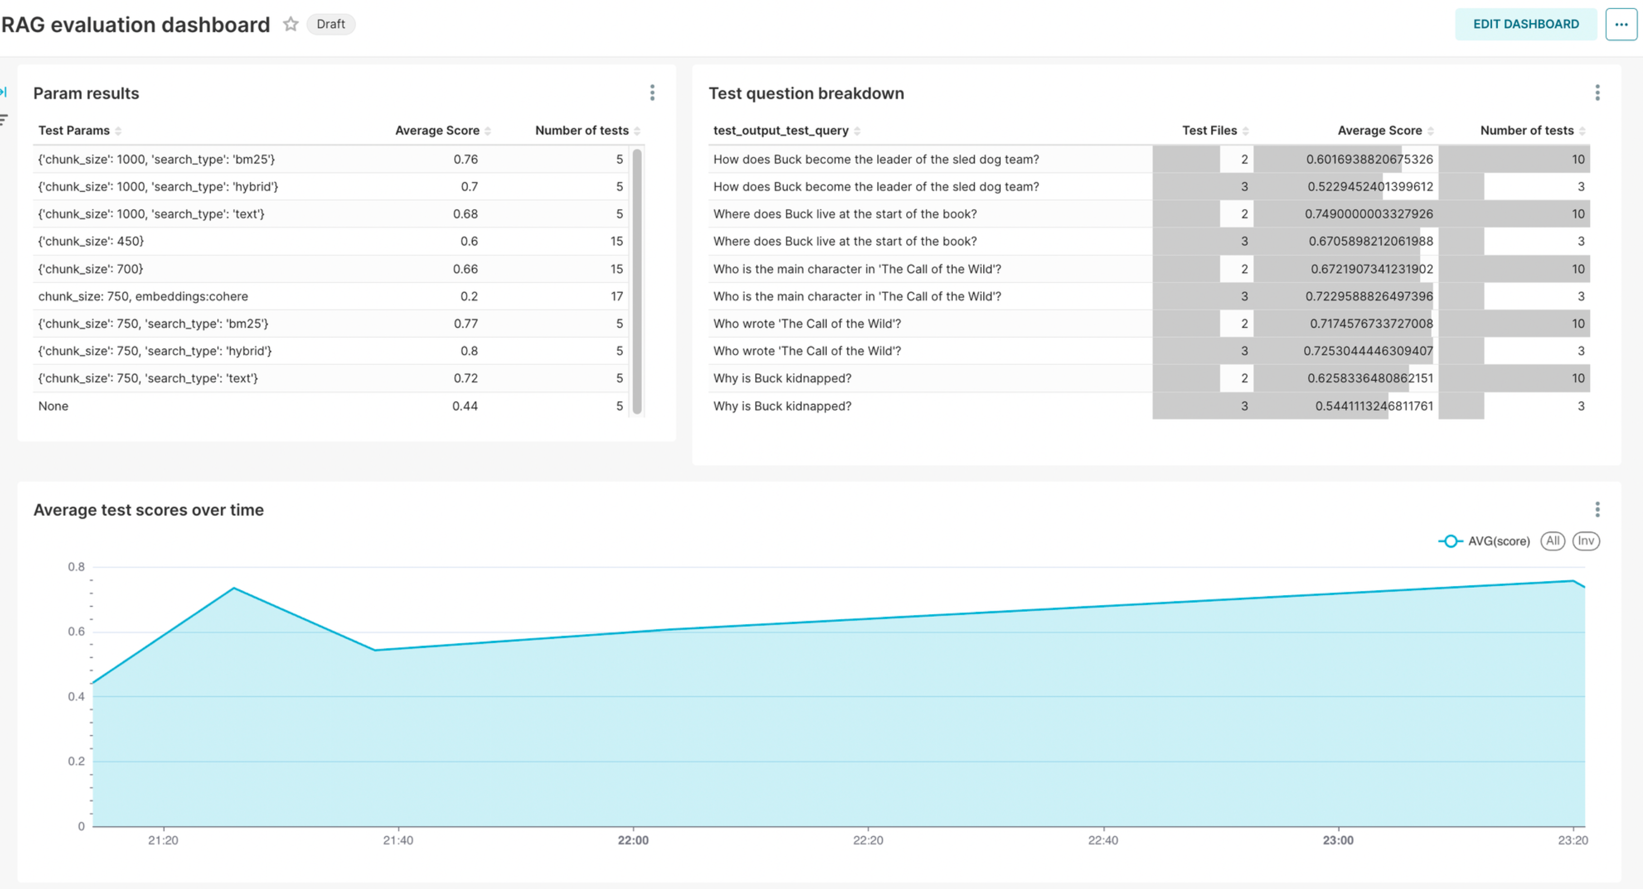 RAG evaluation dashboard Draft EDIT DASHBOARD ...
Param results
Test Params Average Score Number of tests
{'chunk_size': 1000, 'search_type': 'bm25'} 0.76 5
{'chunk_size': 1000, 'search_type': 'hybrid'} 0.7 5
{'chunk_size': 1000, 'search_type': 'text'} 0.68 5
{'chunk_size': 450} 0.6 15
{'chunk_size': 700} 0.66 15
chunk_size: 750, embeddings:cohere 0.2 17
{'chunk_size': 750, 'search_type': 'bm25'} 0.77 5
{'chunk_size': 750, 'search_type': 'hybrid'} 0.8 5
{'chunk_size': 750, 'search_type': 'text'} 0.72 5
None 0.44 5
Test question breakdown
test_output_test_query Test Files Average Score Number of tests
How does Buck become the leader of the sled dog team? 2 0.6016938820675326 10
How does Buck become the leader of the sled dog team? 3 0.5229452401399612 3
Where does Buck live at the start of the book? 2 0.7490000003327926 10
Where does Buck live at the start of the book? 3 0.6705898212061988 3
Who is the main character in 'The Call of the Wild'? 2 0.6721907341231902 10
Who is the main character in 'The Call of the Wild'? 3 0.7229588826497396 3
Who wrote 'The Call of the Wild'? 2 0.7174576733727008 10
Who wrote 'The Call of the Wild'? 3 0.7253044446309407 3
Why is Buck kidnapped? 2 0.6258336480862151 10
Why is Buck kidnapped? 3 0.5441113246811761 3
Average test scores over time
AVG(score) All Inv
0.8
0.6
0.4
0.2
0
21:20 21:40 22:00 22:20 22:40 23:00 23:20